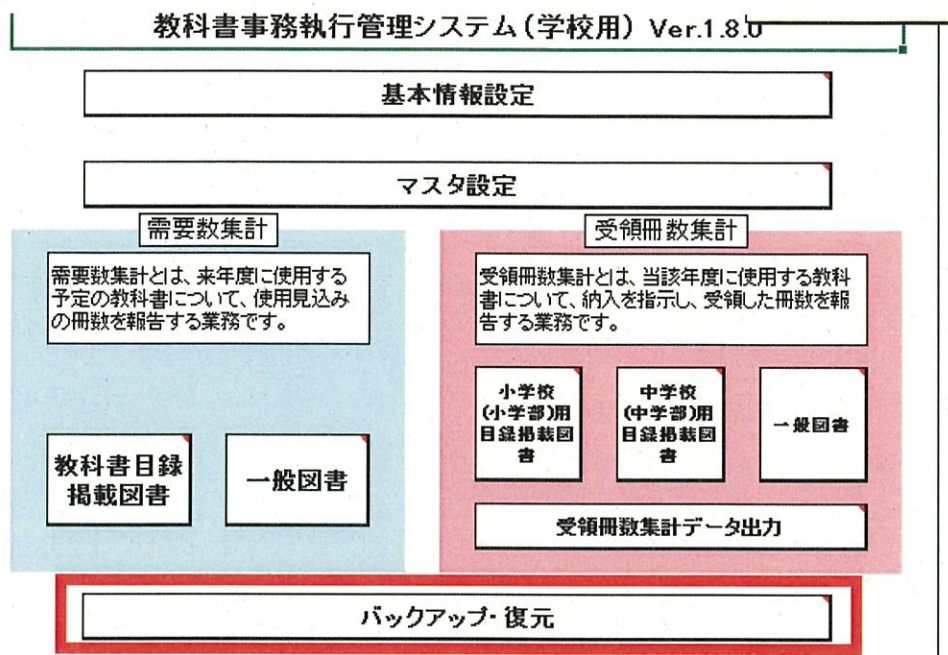 教科書事務執行管理システム(学校用) Ver.1.8.0
基本情報設定
マスタ設定
需要数集計
需要数集計とは、来年度に使用する
予定の教科書について、使用見込み
の冊数を報告する業務です。
教科書目録
掲載図書
一般図書
受領冊数集計
受領冊数集計とは、当該年度に使用する教科
書について、納入を指示し、受領した冊数を報
告する業務です。
小学校
(小学部)用
目録掲載図
書
中学校
(中学部)用
目録掲載図
書
一般図書
受領冊数集計データ出力
バックアップ・復元